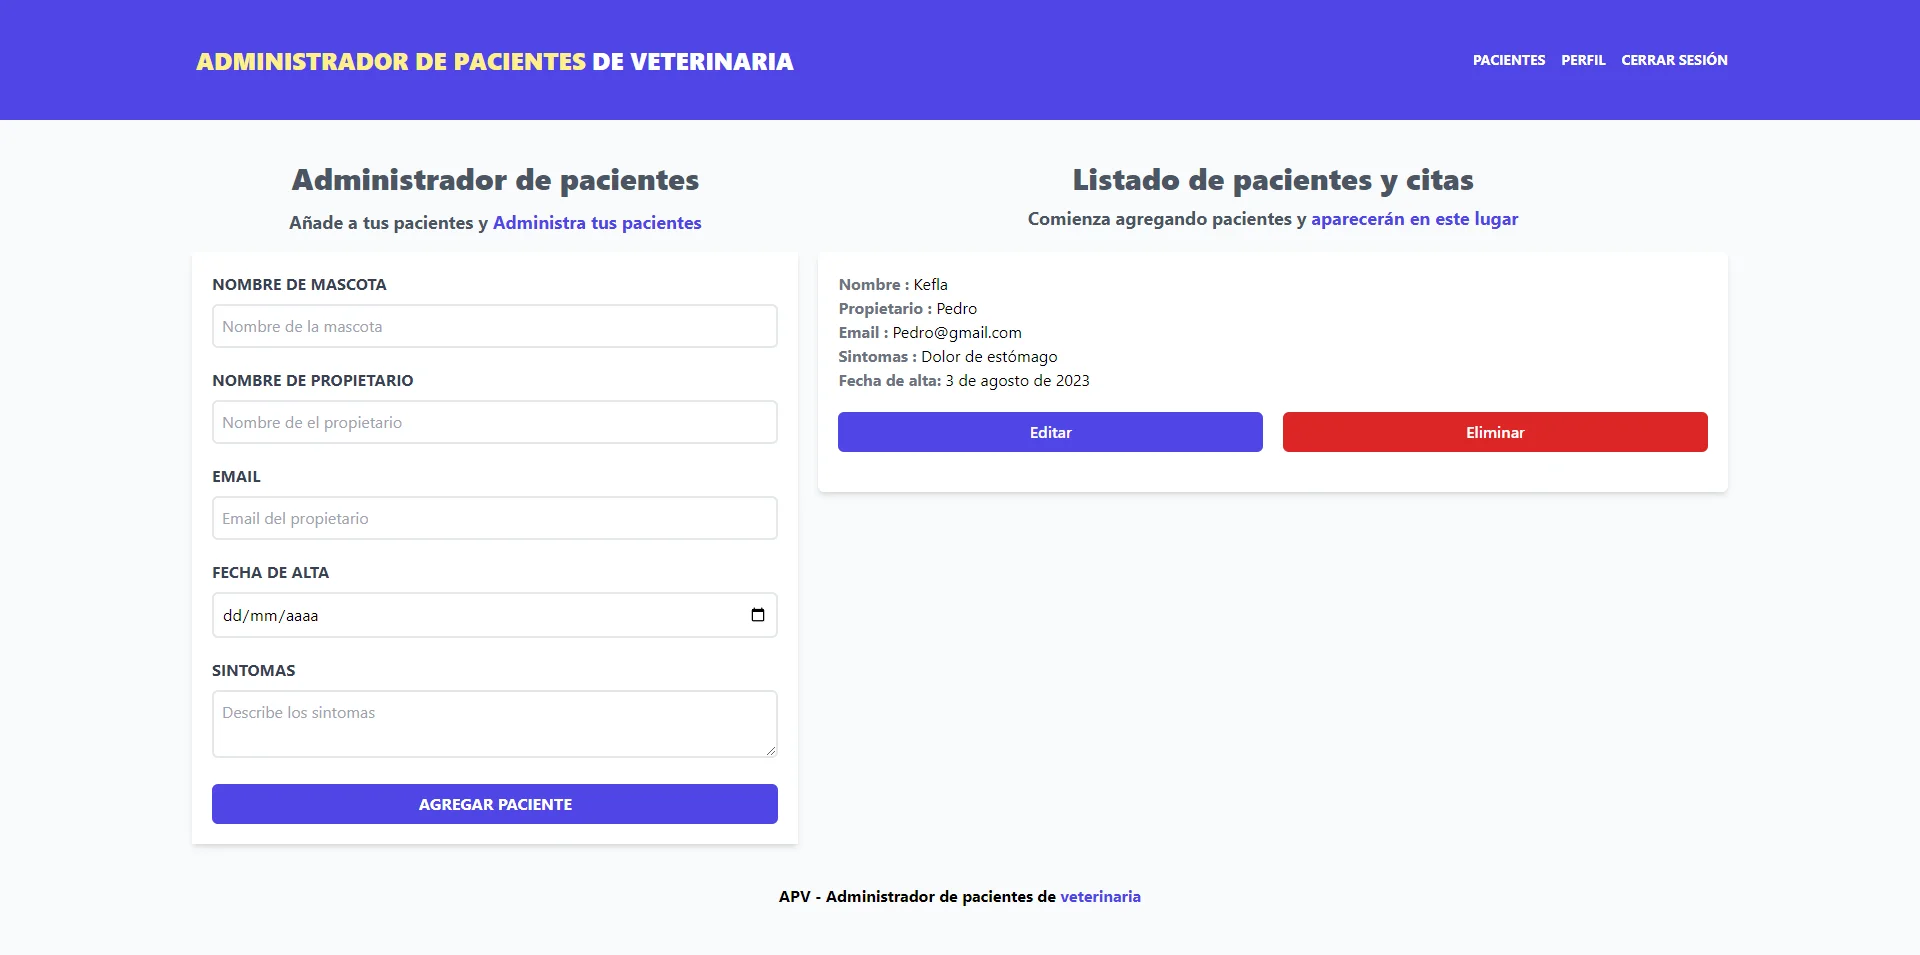 ADMINISTRADOR DE PACIENTES DE VETERINARIA
PACIENTES PERFIL CERRAR SESIÓN
Administrador de pacientes
Añade a tus pacientes y Administra tus pacientes
NOMBRE DE MASCOTA
Nombre de la mascota
NOMBRE DE PROPIETARIO
Nombre de el propietario
EMAIL
Email del propietario
FECHA DE ALTA
dd/mm/aaaa
SINTOMAS
Describe los sintomas
AGREGAR PACIENTE
Listado de pacientes y citas
Comienza agregando pacientes y aparecerán en este lugar
Nombre : Kefla
Propietario : Pedro
Email : Pedro@gmail.com
Sintomas : Dolor de estómago
Fecha de alta: 3 de agosto de 2023
Editar
Eliminar
APV - Administrador de pacientes de veterinaria